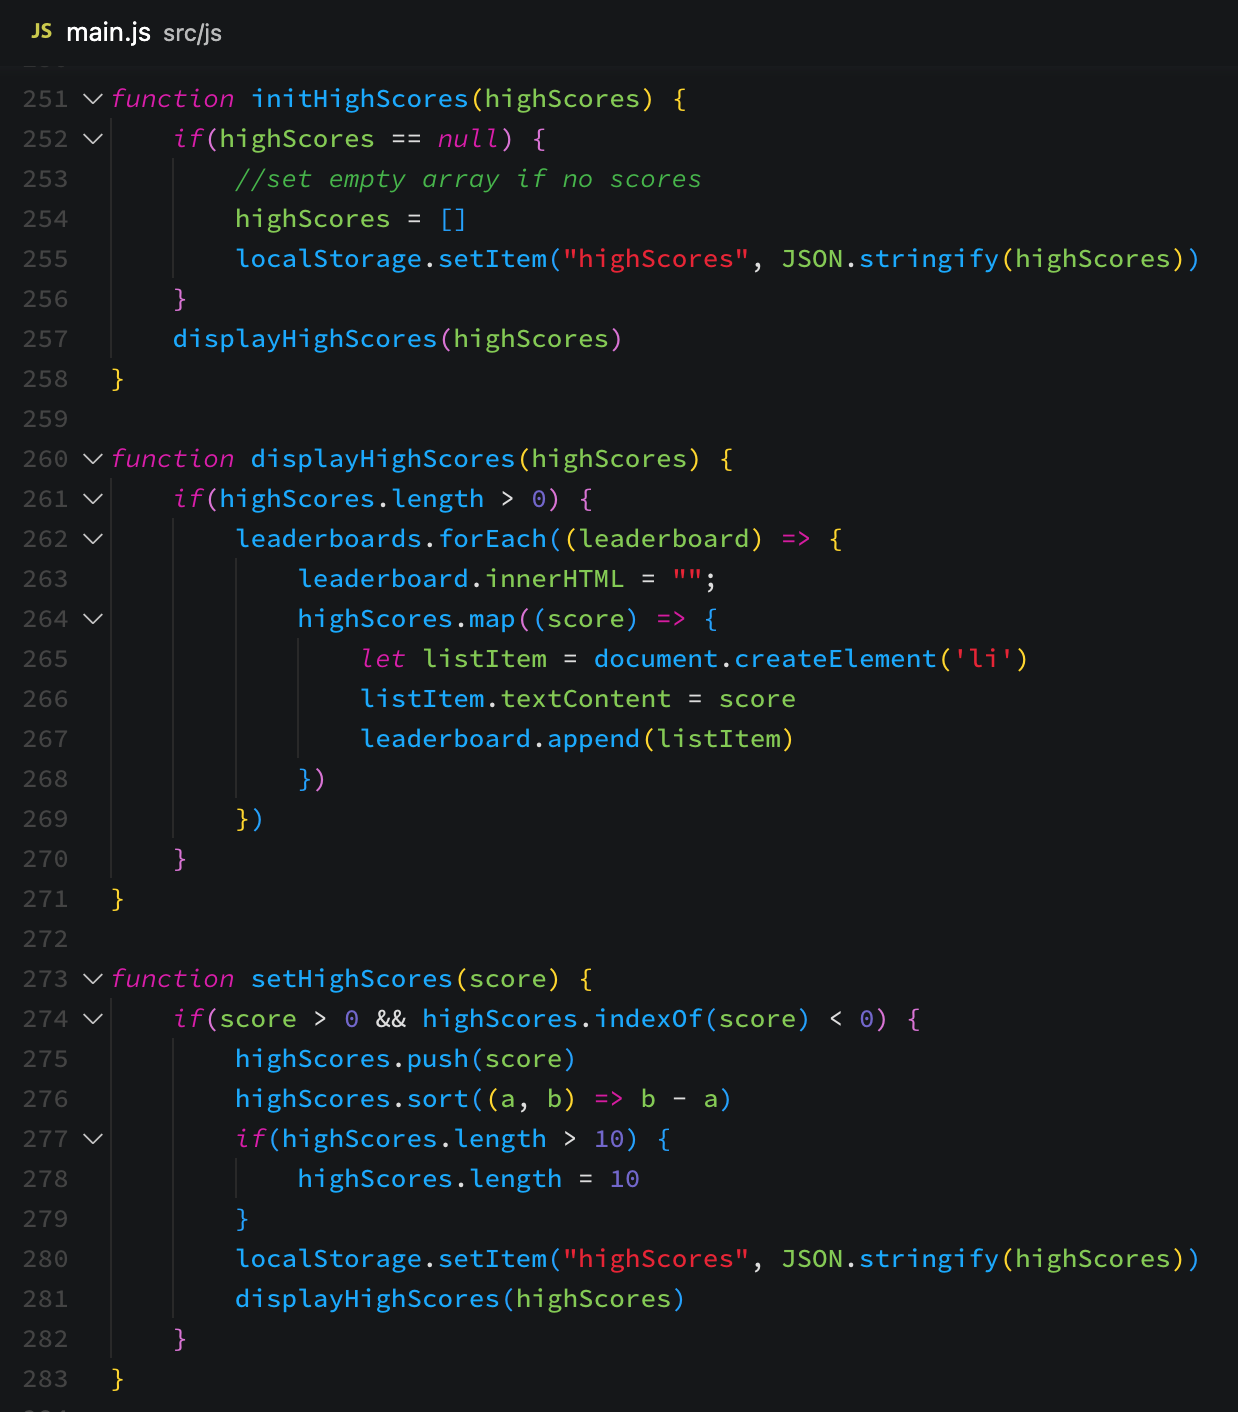 JS main.js src/js
251 function initHighScores(highScores) {
252     if(highScores == null) {
253         //set empty array if no scores
254         highScores = []
255         localStorage.setItem("highScores", JSON.stringify(highScores))
256     }
257     displayHighScores(highScores)
258 }
259
260 function displayHighScores(highScores) {
261     if(highScores.length > 0) {
262         leaderboards.forEach((leaderboard) => {
263             leaderboard.innerHTML = "";
264             highScores.map((score) => {
265                 let listItem = document.createElement('li')
266                 listItem.textContent = score
267                 leaderboard.append(listItem)
268             })
269         })
270     }
271 }
272
273 function setHighScores(score) {
274     if(score > 0 && highScores.indexOf(score) < 0) {
275         highScores.push(score)
276         highScores.sort((a, b) => b - a)
277         if(highScores.length > 10) {
278             highScores.length = 10
279         }
280         localStorage.setItem("highScores", JSON.stringify(highScores))
281         displayHighScores(highScores)
282     }
283 }